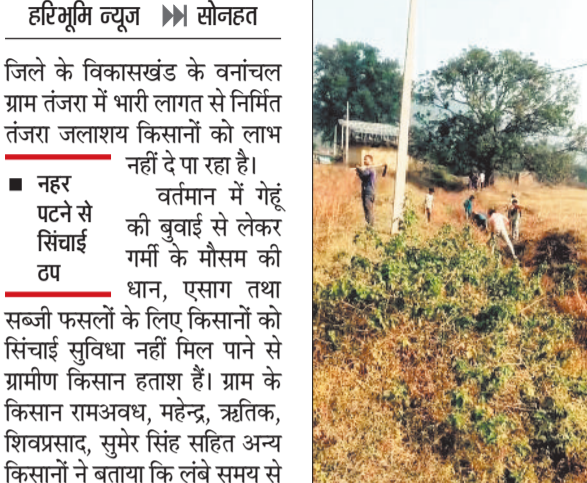 हरिभूमि न्यूज ▶▶| सोनहत
जिले के विकासखंड के वनांचल
ग्राम तंजरा में भारी लागत से निर्मित
तंजरा जलाशय किसानों को लाभ
नहीं दे पा रहा है।
■ नहर
पटने से
सिंचाई
ठप
वर्तमान में गेहूं
की बुवाई से लेकर
गर्मी के मौसम की
धान, एसाग तथा
सब्जी फसलों के लिए किसानों को
सिंचाई सुविधा नहीं मिल पाने से
ग्रामीण किसान हताश हैं। ग्राम के
किसान रामअवध, महेन्द्र, ऋतिक,
शिवप्रसाद, सुमेर सिंह सहित अन्य
किसानों ने बताया कि लंबे समय से